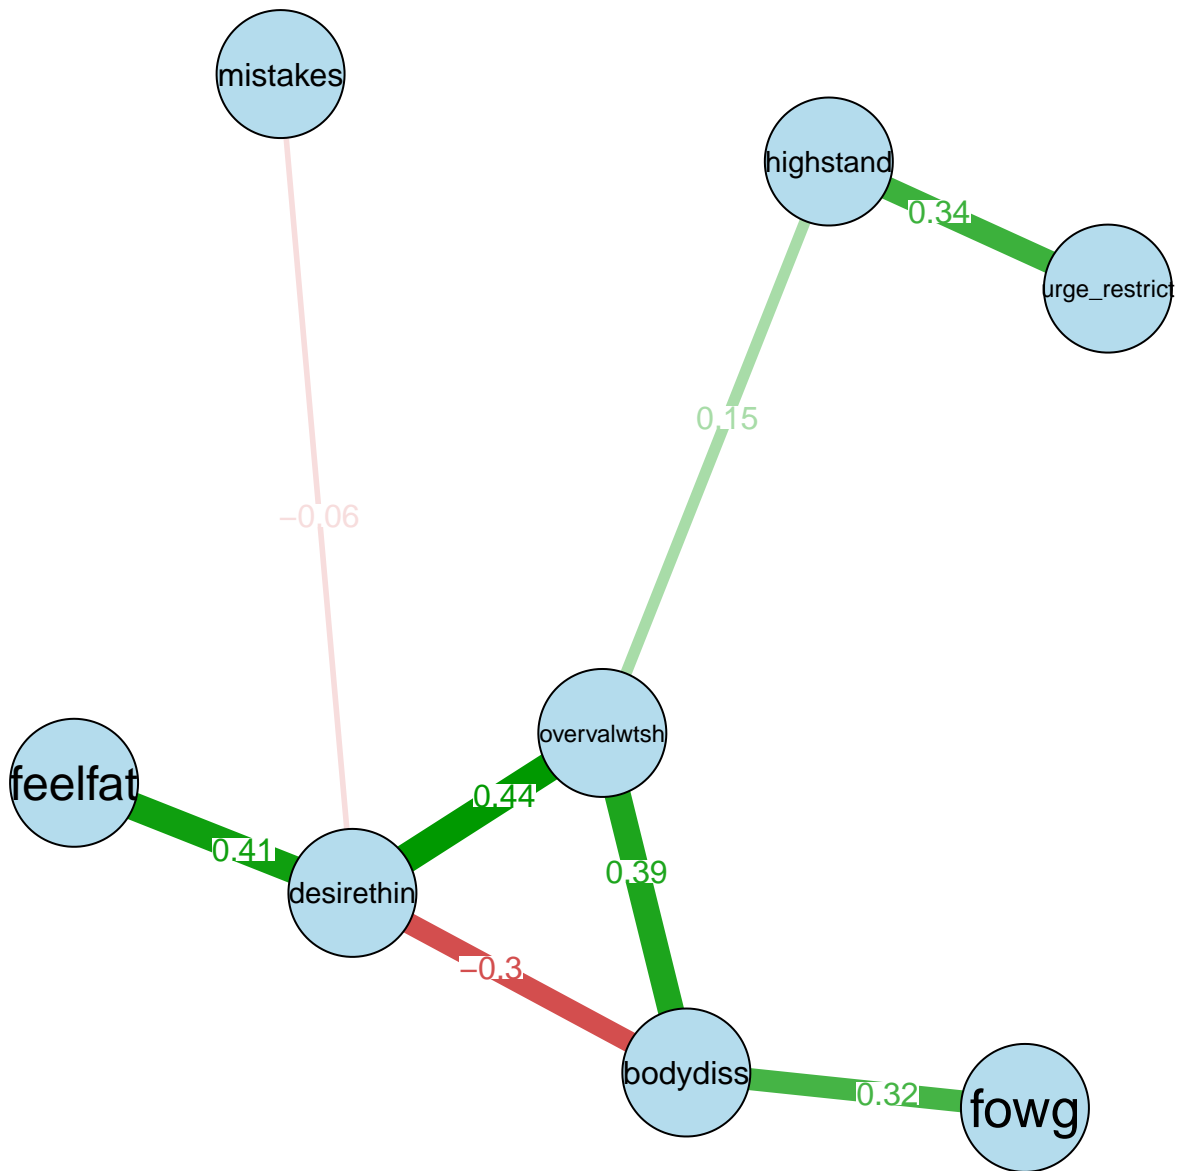 mistakes
highstand
0.34
urge_restrict
0.15
−0.06
overvalwtsh
feelfat
0.44
0.41
0.39
desirethin
−0.3
bodydiss
0.32
fowg